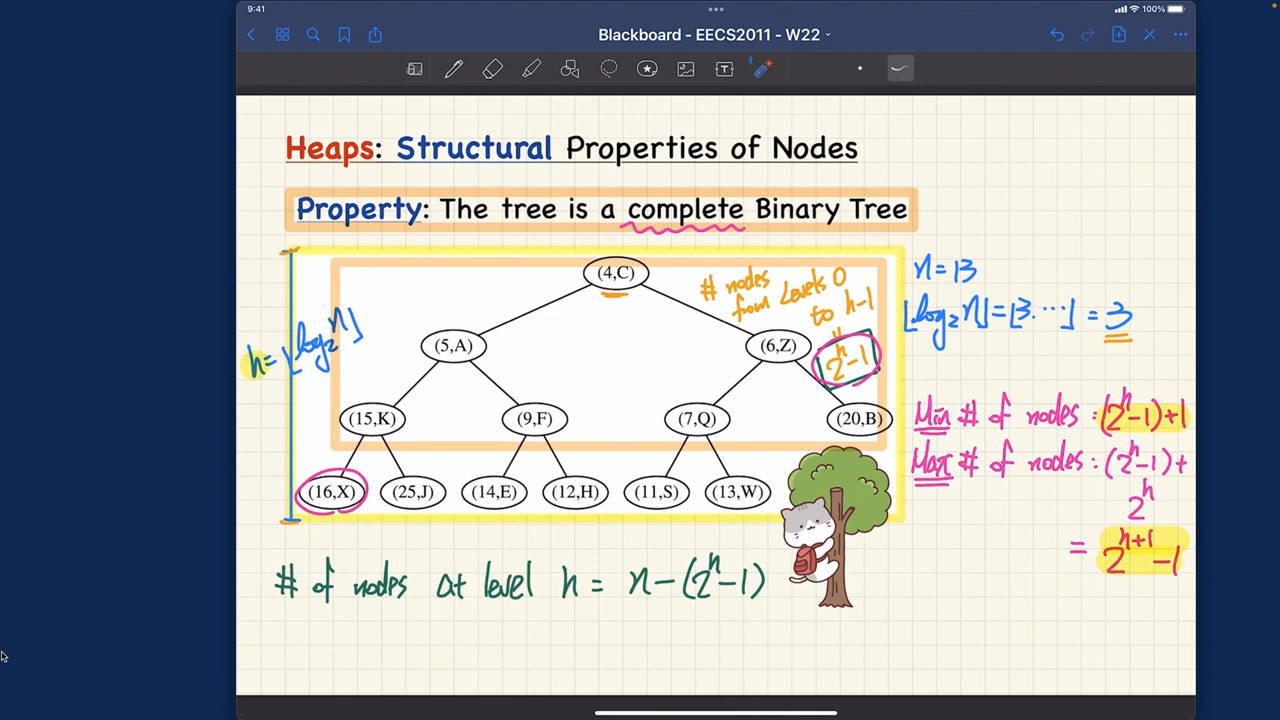 9:41
100%
Blackboard - EECS2011 - W22
Heaps: Structural Properties of Nodes
Property: The tree is a complete Binary Tree
(4,C)
# nodes
from Levels 0
to h-1
=
2^h-1
n=13
⌊log₂n⌋=⌊3....⌋ = 3
h=⌊log₂n⌋
(5,A) (6,Z)
(15,K) (9,F) (7,Q) (20,B)
(16,X) (25,J) (14,E) (12,H) (11,S) (13,W)
Min # of nodes : (2^h-1)+1
Max # of nodes : (2^h-1)+
2^h
= 2^{h+1}-1
# of nodes at level h = n-(2^h-1)